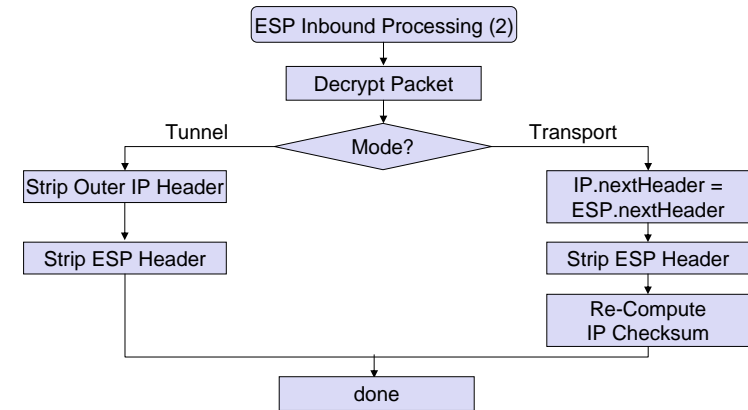 ESP Inbound Processing (2)
Decrypt Packet
Tunnel
Mode?
Transport
Strip Outer IP Header
Strip ESP Header
IP.nextHeader =
ESP.nextHeader
Strip ESP Header
Re-Compute
IP Checksum
done